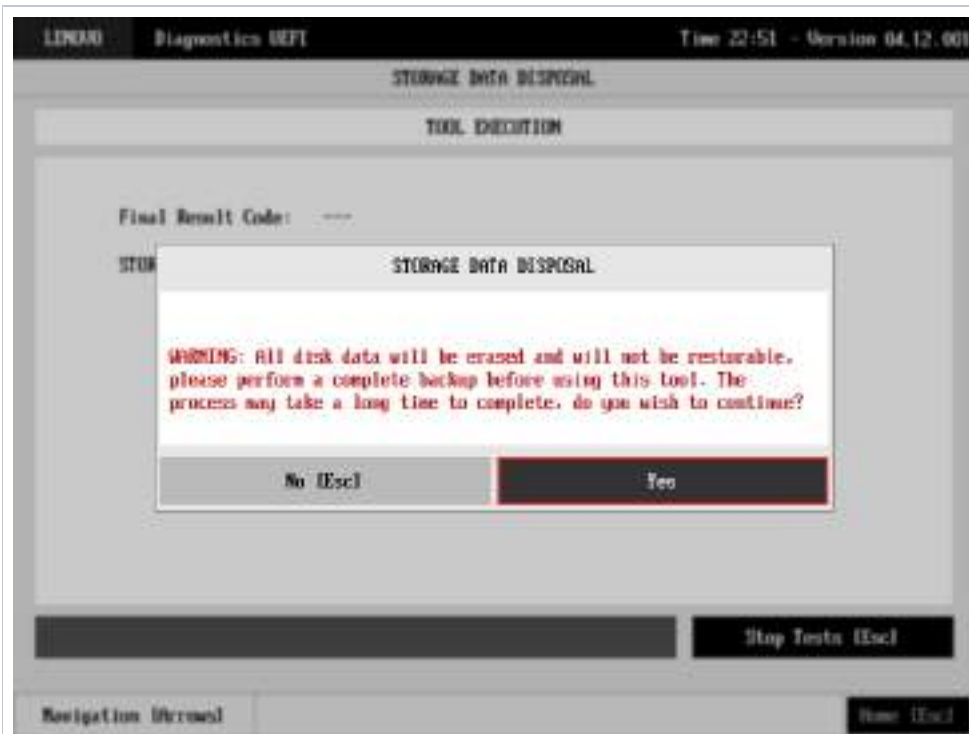 LENOVO Diagnostics UEFI Time 22:51 - Version 04.12.001
STORAGE DATA DISPOSAL
TOOL EXECUTION
Final Result Code: ---
STOR
STORAGE DATA DISPOSAL
WARNING: All disk data will be erased and will not be restorable,
please perform a complete backup before using this tool. The
process may take a long time to complete, do you wish to continue?
No [Esc] Yes
Stop Tests [Esc]
Navigation [Arrows] Home [Esc]